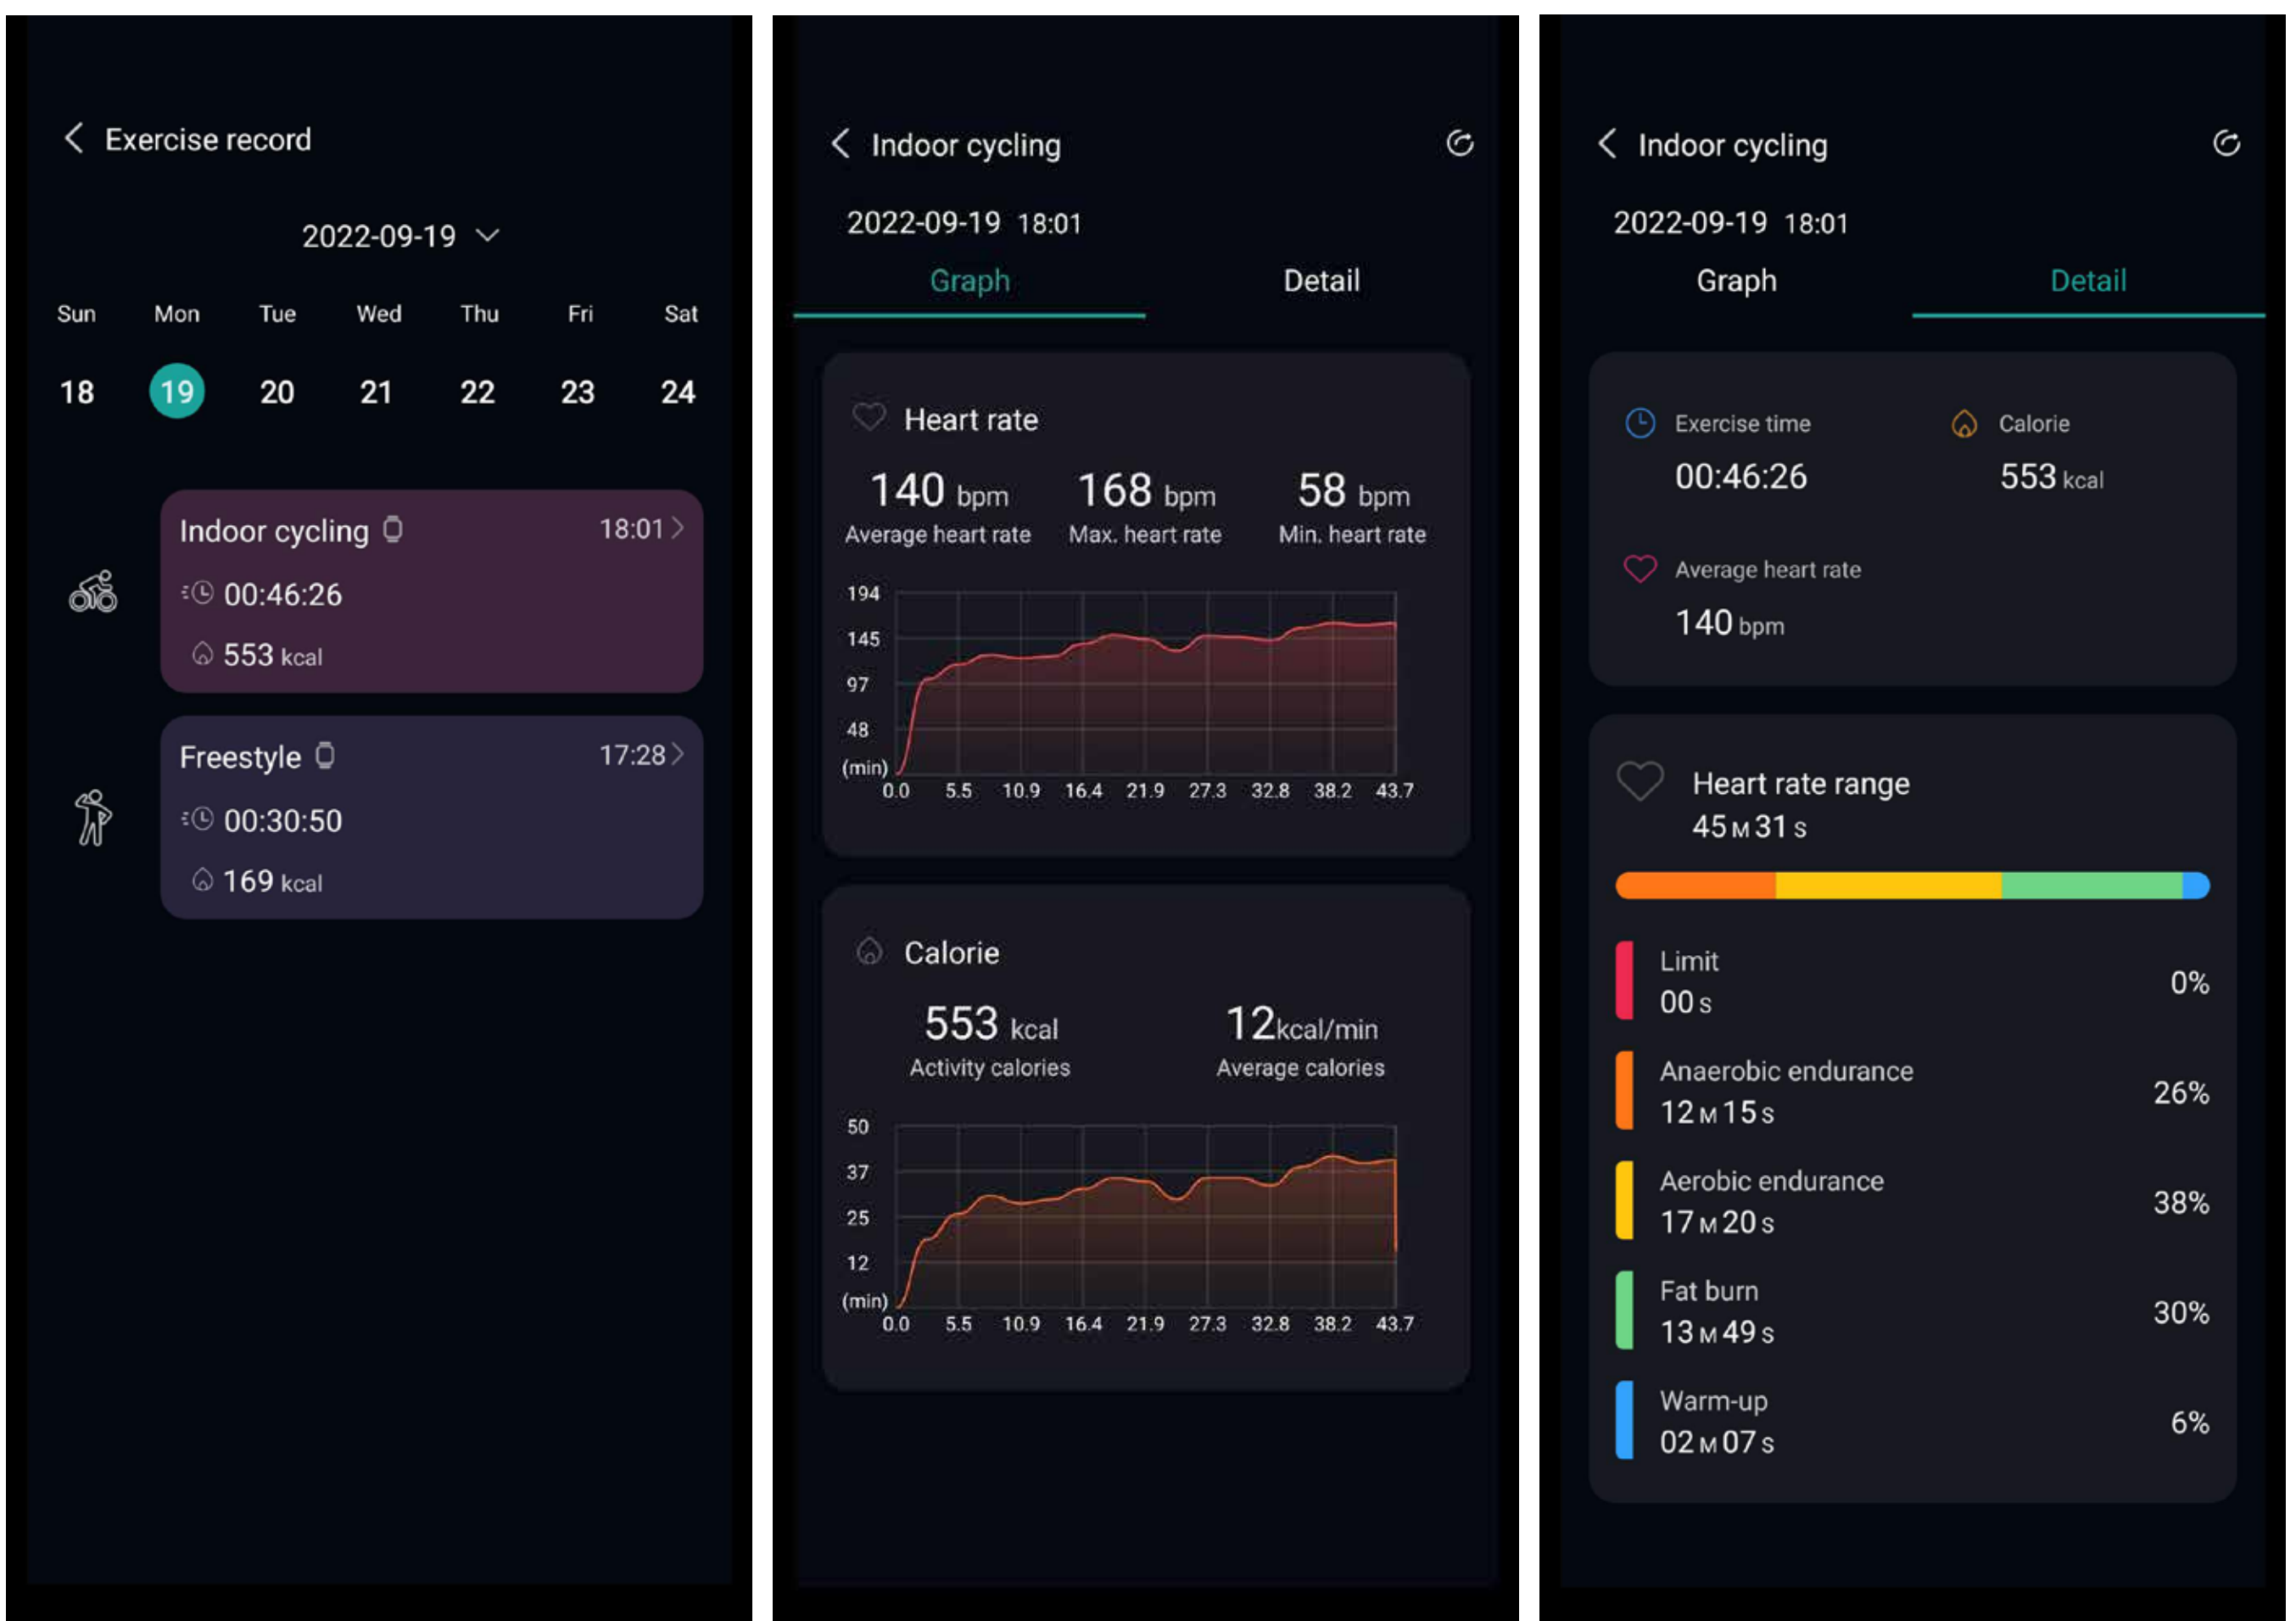 Exercise record
2022-09-19
Sun Mon Tue Wed Thu Fri Sat
18 19 20 21 22 23 24
Indoor cycling 18:01
00:46:26
553 kcal
Freestyle 17:28
00:30:50
169 kcal
Indoor cycling
2022-09-19 18:01
Graph Detail
Heart rate
140 bpm 168 bpm 58 bpm
Average heart rate Max. heart rate Min. heart rate
194
145
97
48
(min)
0.0 5.5 10.9 16.4 21.9 27.3 32.8 38.2 43.7
Calorie
553 kcal 12kcal/min
Activity calories Average calories
50
37
25
12
(min)
0.0 5.5 10.9 16.4 21.9 27.3 32.8 38.2 43.7
Indoor cycling
2022-09-19 18:01
Graph Detail
Exercise time Calorie
00:46:26 553 kcal
Average heart rate
140 bpm
Heart rate range
45 M 31 S
Limit
00 S 0%
Anaerobic endurance
12 M 15 S 26%
Aerobic endurance
17 M 20 S 38%
Fat burn
13 M 49 S 30%
Warm-up
02 M 07 S 6%